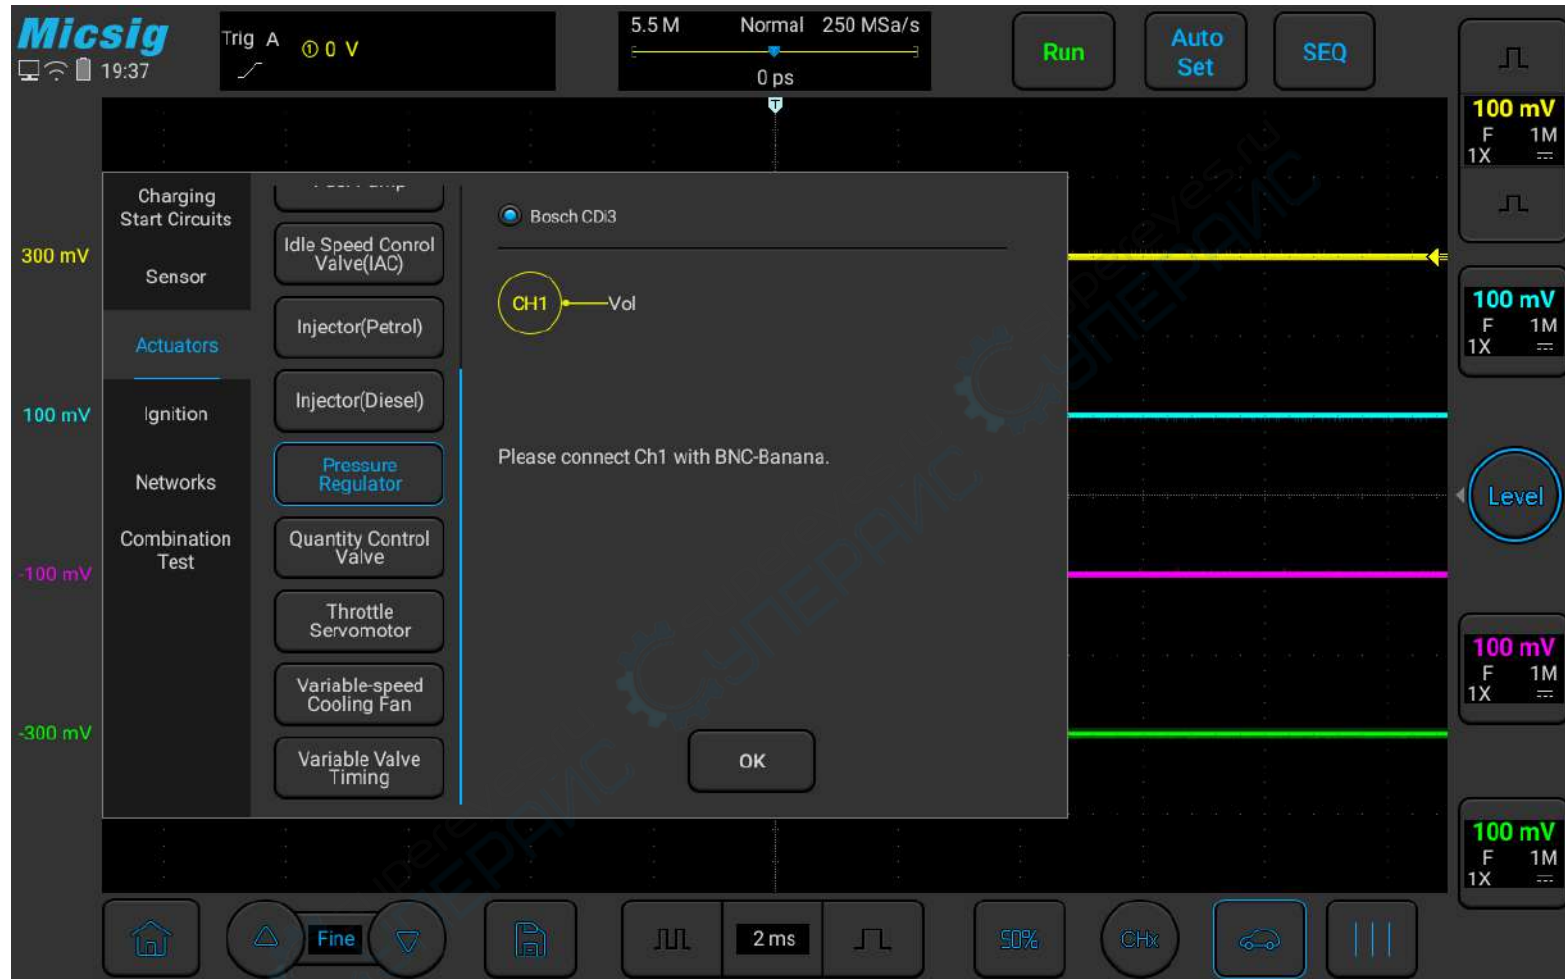 Micsig
19:37
Trig A
① 0 V
5.5 M Normal 250 MSa/s
0 ps
Run
Auto
Set
SEQ
T
100 mV
F 1M
1X
300 mV
100 mV
-100 mV
-300 mV
Charging
Start Circuits
Sensor
Actuators
Ignition
Networks
Combination
Test
Idle Speed Conrol
Valve(IAC)
Injector(Petrol)
Injector(Diesel)
Pressure
Regulator
Quantity Control
Valve
Throttle
Servomotor
Variable-speed
Cooling Fan
Variable Valve
Timing
Bosch CDi3
CH1 Vol
Please connect Ch1 with BNC-Banana.
OK
100 mV
F 1M
1X
Level
100 mV
F 1M
1X
100 mV
F 1M
1X
Fine
2 ms
50%
CHx
supereyes.ru
СУПЕРАЙС